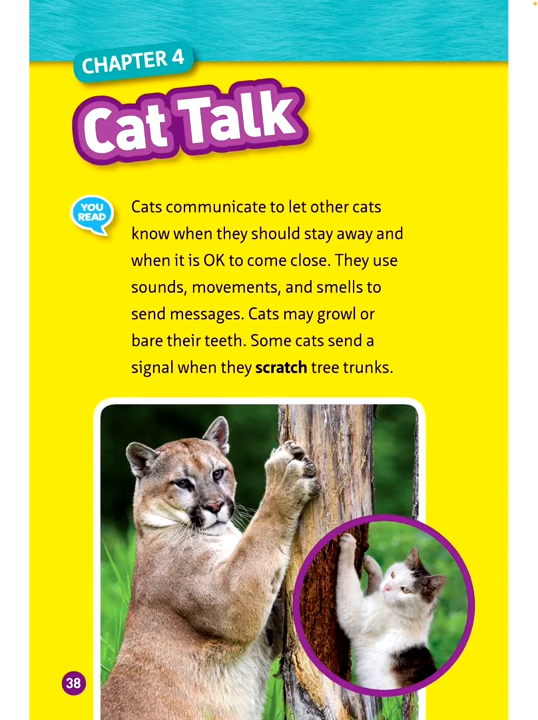 CHAPTER 4
Cat Talk
YOU
READ
Cats communicate to let other cats
know when they should stay away and
when it is OK to come close. They use
sounds, movements, and smells to
send messages. Cats may growl or
bare their teeth. Some cats send a
signal when they scratch tree trunks.
38